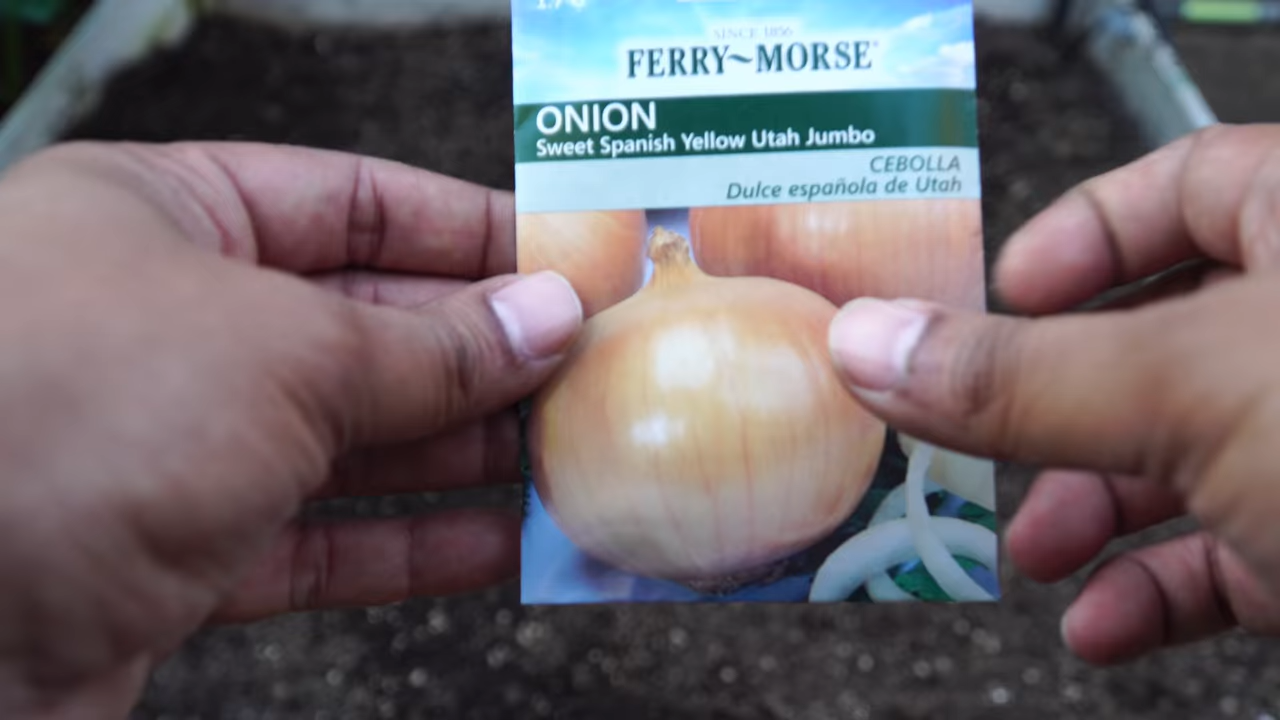 SINCE 1856
FERRY~MORSE®
ONION
Sweet Spanish Yellow Utah Jumbo
CEBOLLA
Dulce española de Utah